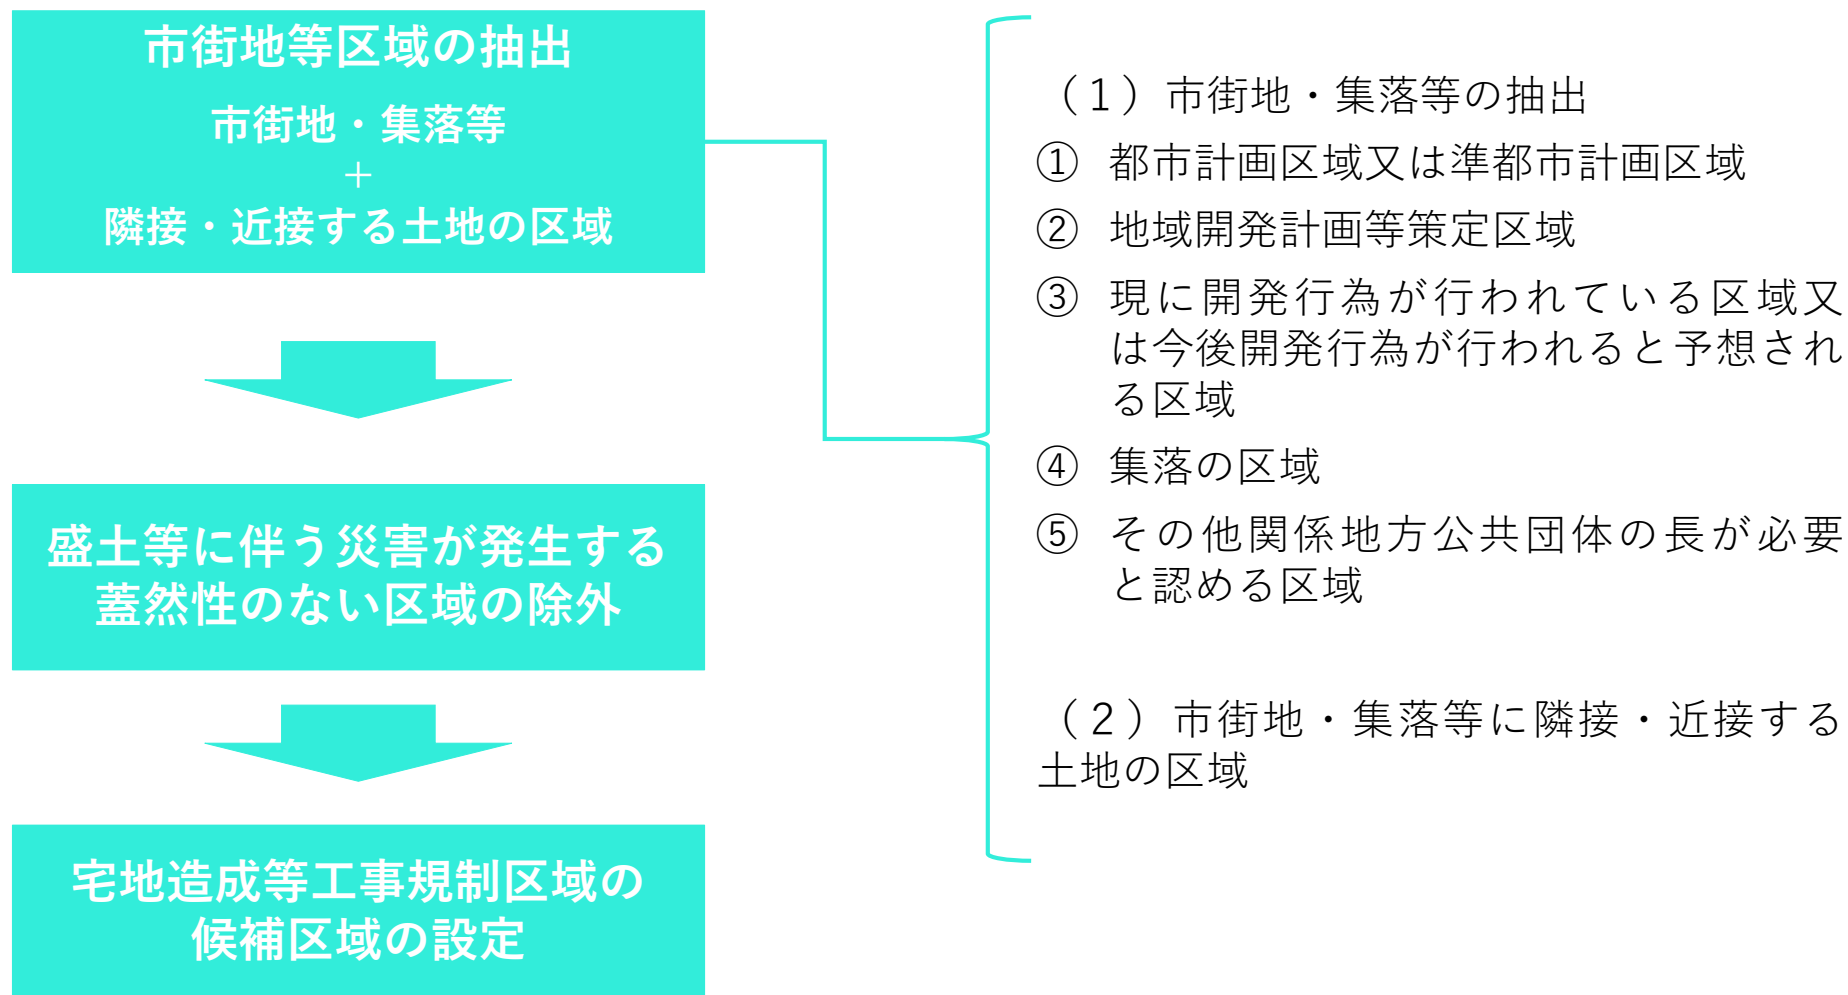 市街地等区域の抽出
市街地・集落等
＋
隣接・近接する土地の区域
盛土等に伴う災害が発生する
蓋然性のない区域の除外
宅地造成等工事規制区域の
候補区域の設定
（１）市街地・集落等の抽出
① 都市計画区域又は準都市計画区域
② 地域開発計画等策定区域
③ 現に開発行為が行われている区域又
は今後開発行為が行われると予想され
る区域
④ 集落の区域
⑤ その他関係地方公共団体の長が必要
と認める区域
（２）市街地・集落等に隣接・近接する
土地の区域